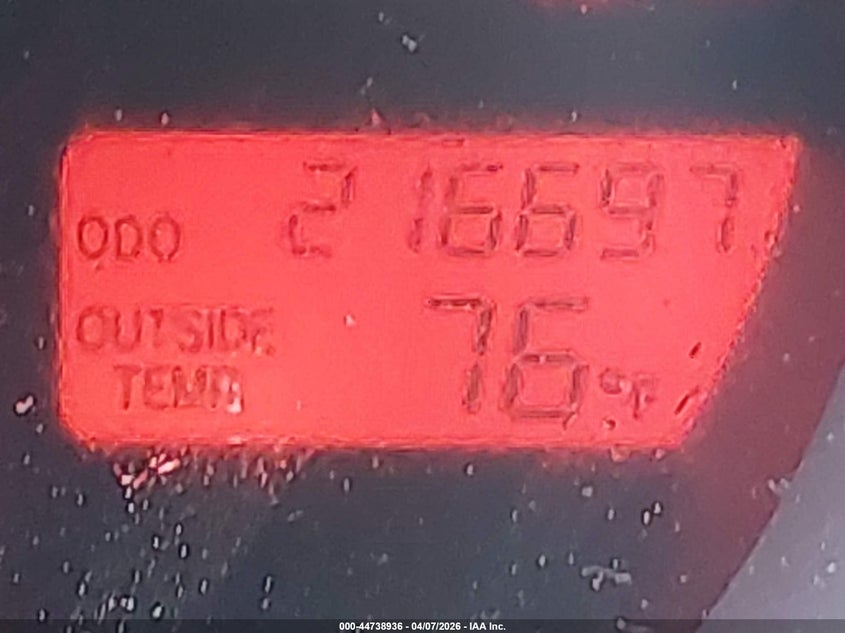 ODO 216697
OUTSIDE TEMP 76°F
000-44738936 - 04/07/2026 - IAA Inc.